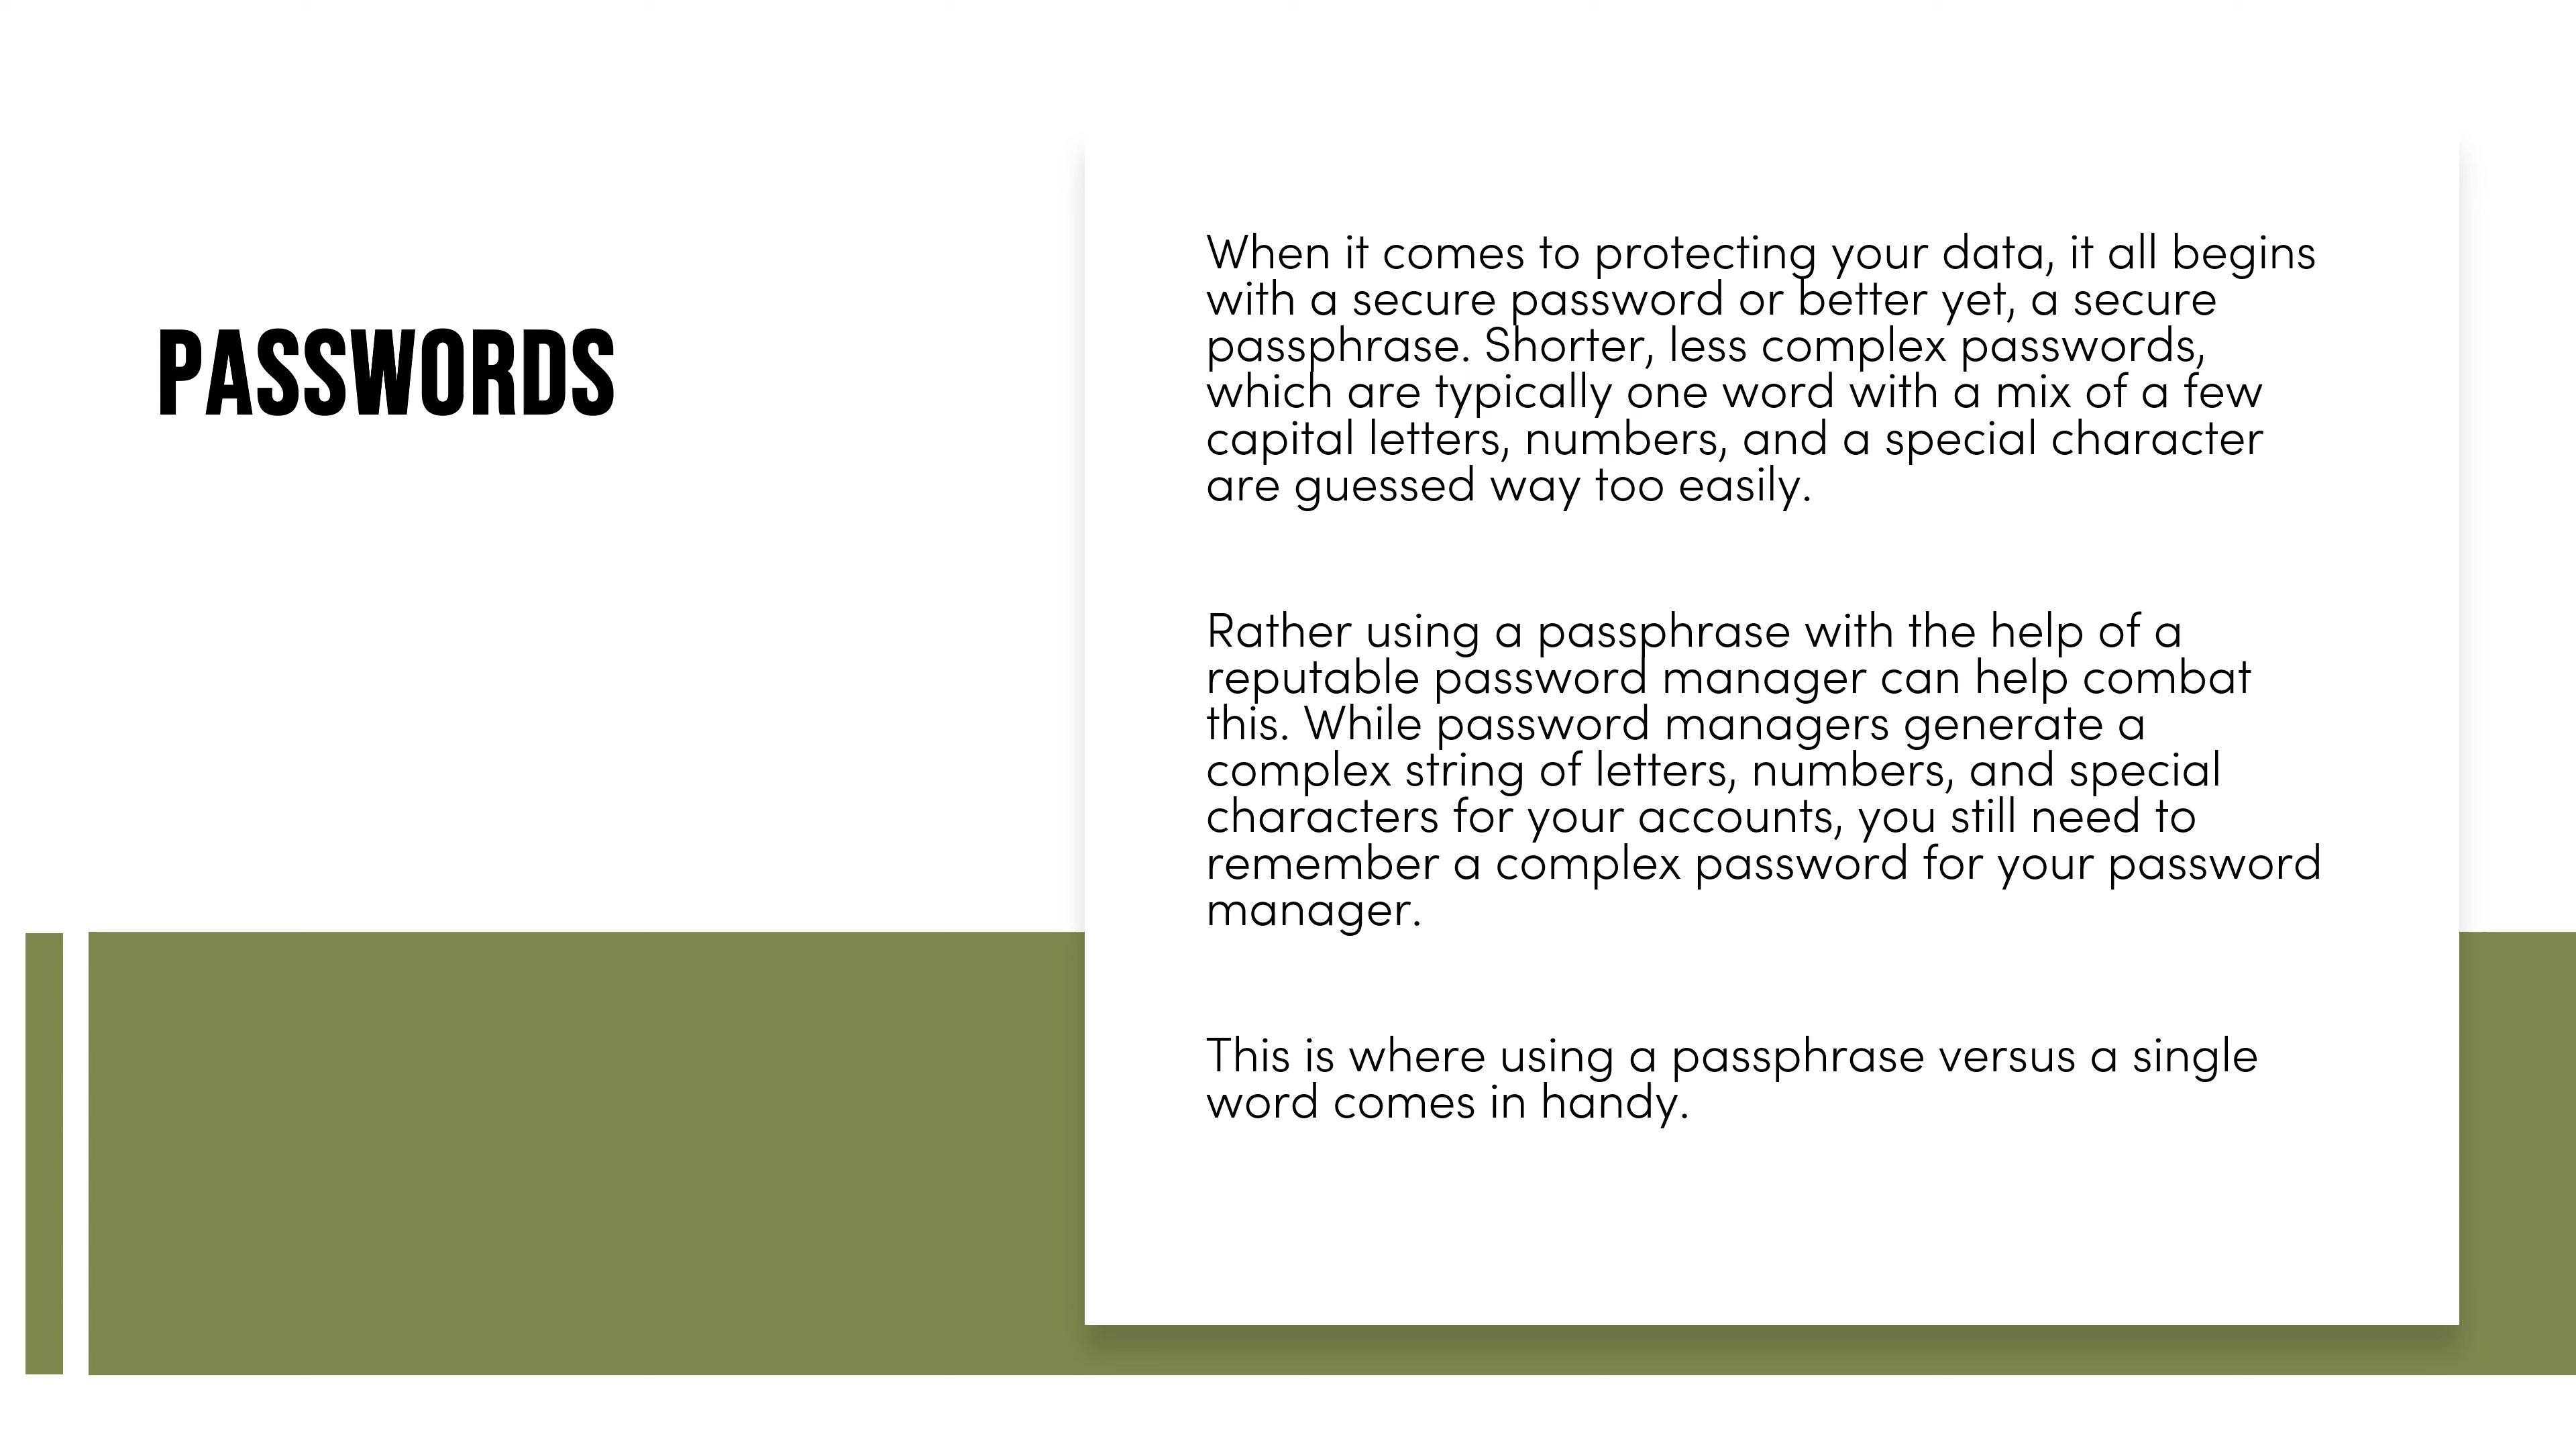 PASSWORDS
When it comes to protecting your data, it all begins
with a secure password or better yet, a secure
passphrase. Shorter, less complex passwords,
which are typically one word with a mix of a few
capital letters, numbers, and a special character
are guessed way too easily.
Rather using a passphrase with the help of a
reputable password manager can help combat
this. While password managers generate a
complex string of letters, numbers, and special
characters for your accounts, you still need to
remember a complex password for your password
manager.
This is where using a passphrase versus a single
word comes in handy.